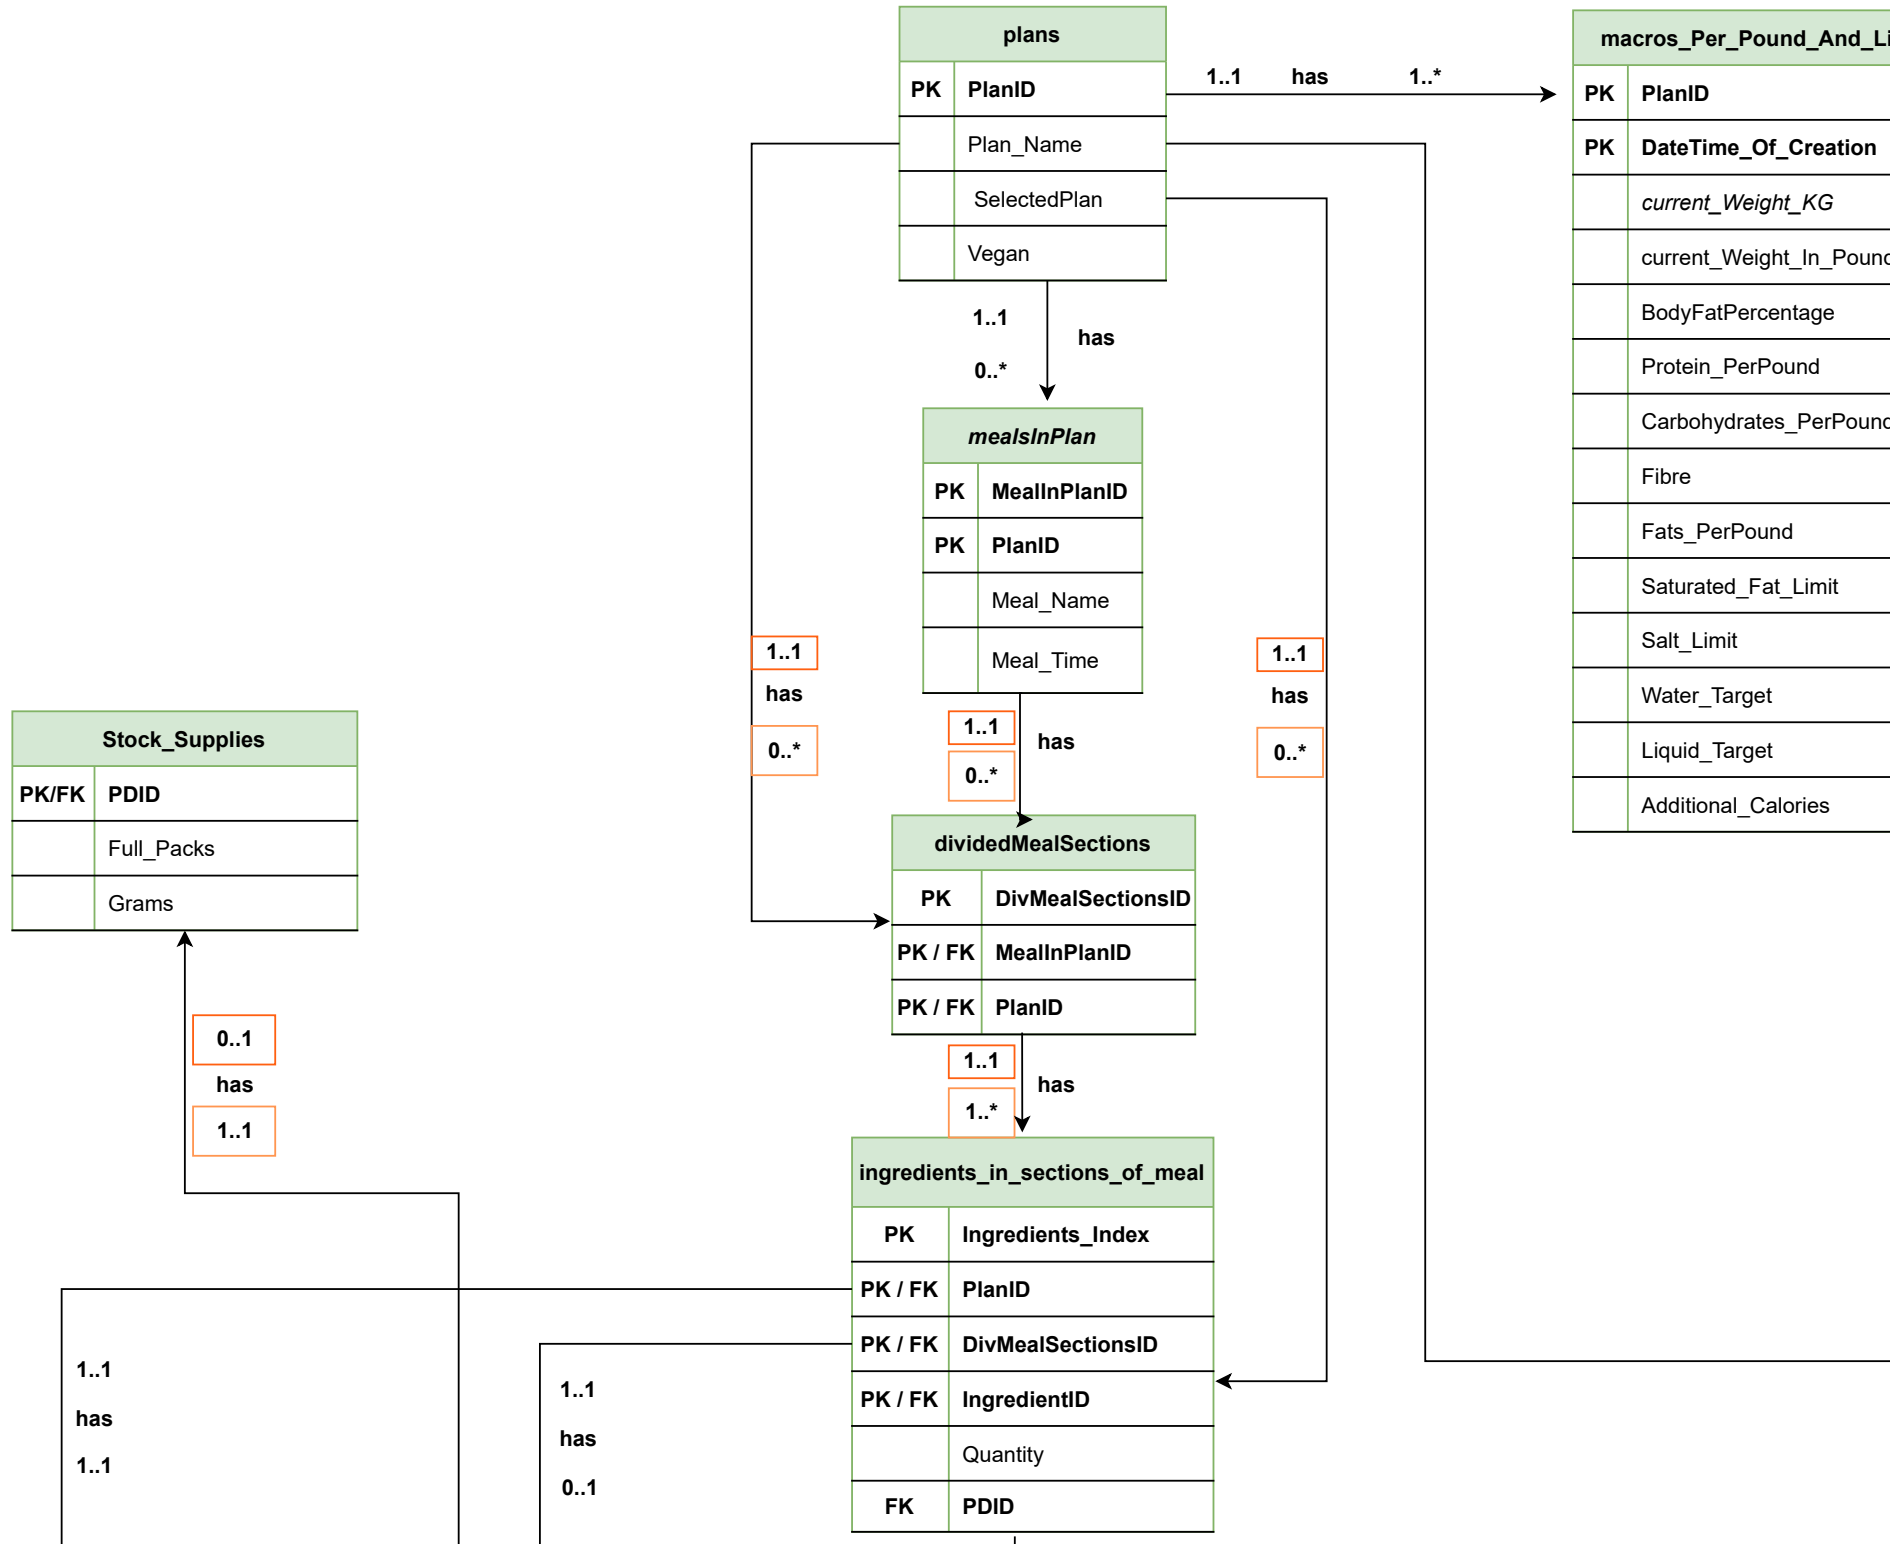 plans
PK PlanID
Plan_Name
SelectedPlan
Vegan
1..1 has 1..*
macros_Per_Pound_And_Li
PK PlanID
PK DateTime_Of_Creation
current_Weight_KG
current_Weight_In_Pound
BodyFatPercentage
Protein_PerPound
Carbohydrates_PerPound
Fibre
Fats_PerPound
Saturated_Fat_Limit
Salt_Limit
Water_Target
Liquid_Target
Additional_Calories
1..1
has
0..*
mealsInPlan
PK MealInPlanID
PK PlanID
Meal_Name
Meal_Time
1..1
has
0..*
1..1
has
0..*
1..1
has
0..*
Stock_Supplies
PK/FK PDID
Full_Packs
Grams
0..1
has
1..1
dividedMealSections
PK DivMealSectionsID
PK / FK MealInPlanID
PK / FK PlanID
1..1
has
1..*
ingredients_in_sections_of_meal
PK Ingredients_Index
PK / FK PlanID
PK / FK DivMealSectionsID
PK / FK IngredientID
Quantity
FK PDID
1..1
has
1..1
1..1
has
0..1